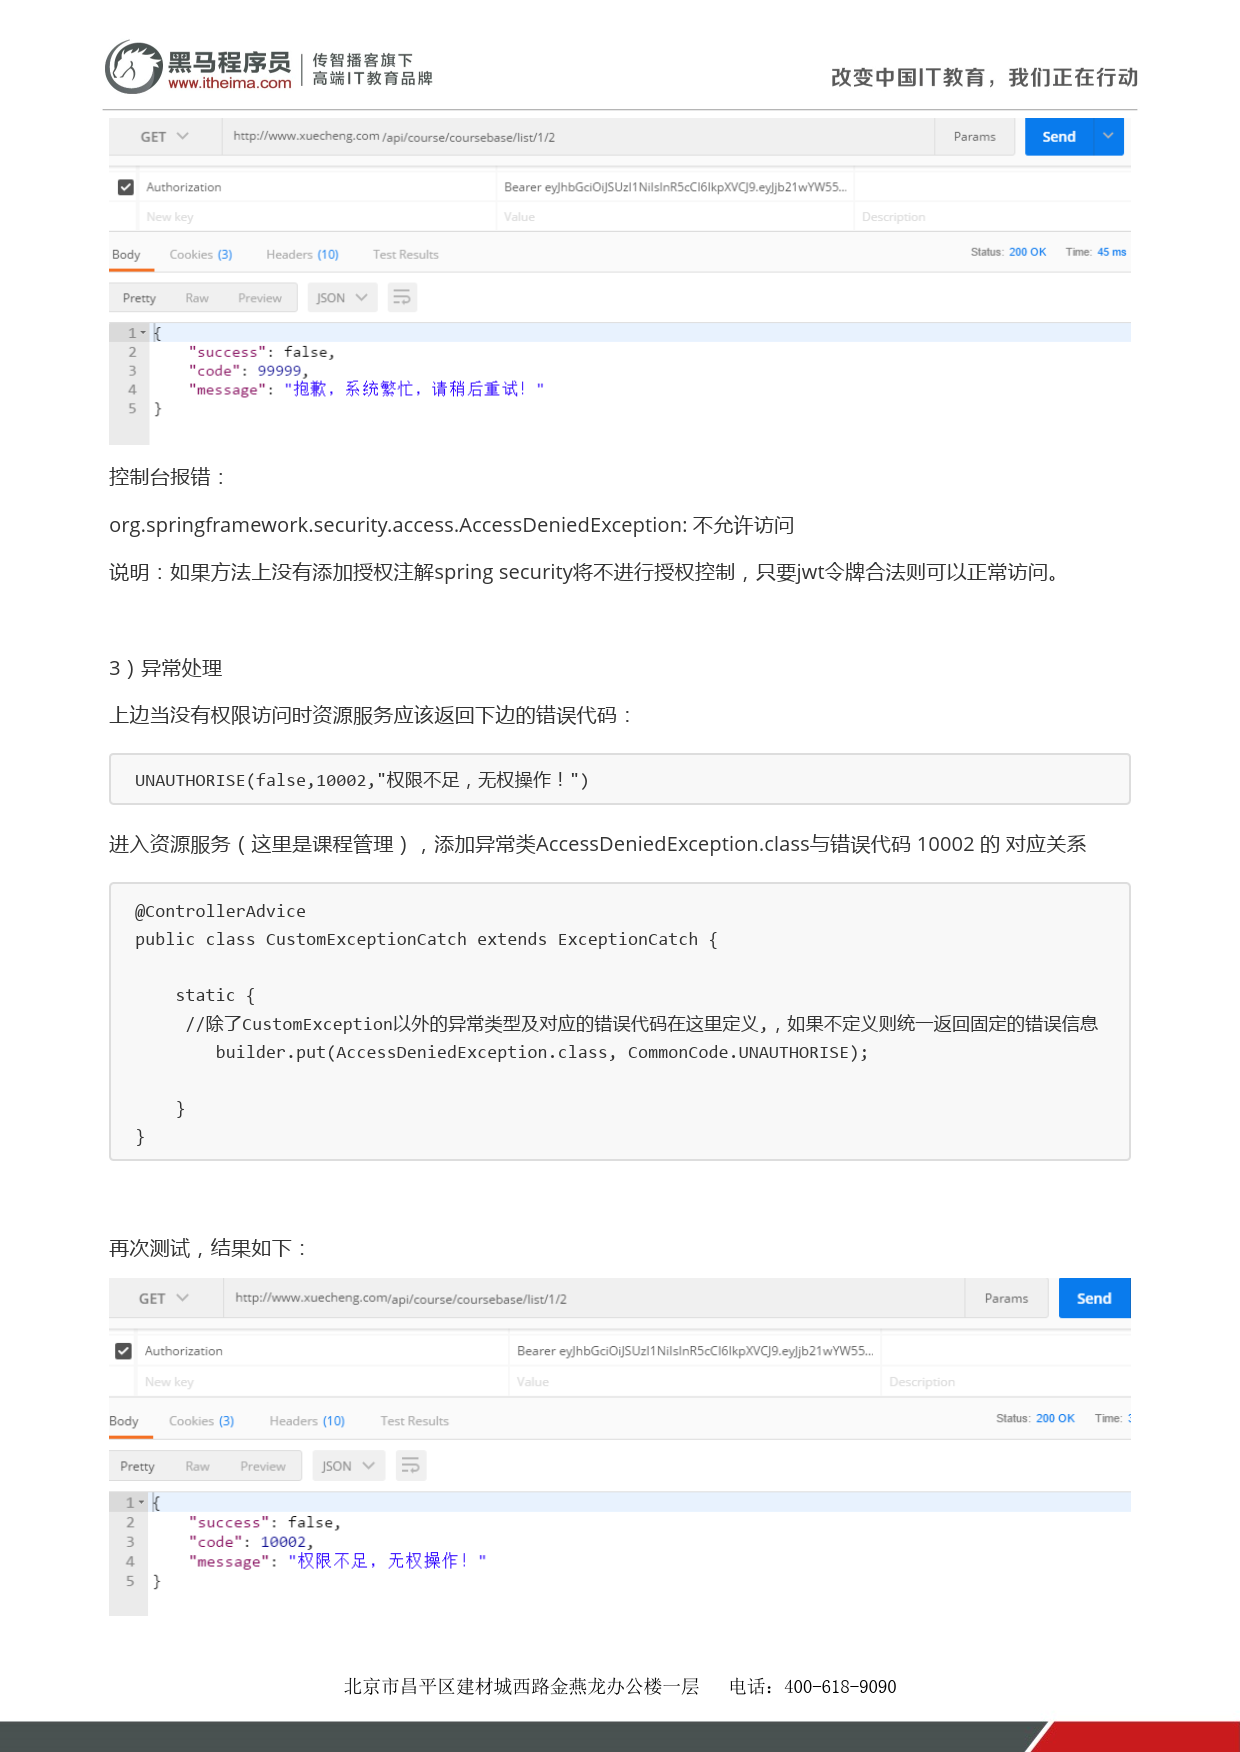 黑马程序员
www.itheima.com
传智播客旗下
高端IT教育品牌
改变中国IT教育，我们正在行动
GET http://www.xuecheng.com /api/course/coursebase/list/1/2 Params Send
Authorization Bearer eyJhbGciOiJSUzI1NiIsInR5cCI6IkpXVCJ9.eyJjb21wYW55...
New key Value Description
Body Cookies (3) Headers (10) Test Results Status: 200 OK Time: 45 ms
Pretty Raw Preview JSON
1 {
2 "success": false,
3 "code": 99999,
4 "message": "抱歉，系统繁忙，请稍后重试！"
5 }
控制台报错：
org.springframework.security.access.AccessDeniedException: 不允许访问
说明：如果方法上没有添加授权注解spring security将不进行授权控制，只要jwt令牌合法则可以正常访问。
3）异常处理
上边当没有权限访问时资源服务应该返回下边的错误代码：
UNAUTHORISE(false,10002,"权限不足，无权操作！")
进入资源服务（这里是课程管理），添加异常类AccessDeniedException.class与错误代码 10002 的 对应关系
@ControllerAdvice
public class CustomExceptionCatch extends ExceptionCatch {
static {
//除了CustomException以外的异常类型及对应的错误代码在这里定义,，如果不定义则统一返回固定的错误信息
builder.put(AccessDeniedException.class, CommonCode.UNAUTHORISE);
}
}
再次测试，结果如下：
GET http://www.xuecheng.com/api/course/coursebase/list/1/2 Params Send
Authorization Bearer eyJhbGciOiJSUzI1NiIsInR5cCI6IkpXVCJ9.eyJjb21wYW55...
New key Value Description
Body Cookies (3) Headers (10) Test Results Status: 200 OK Time:
Pretty Raw Preview JSON
1 {
2 "success": false,
3 "code": 10002,
4 "message": "权限不足，无权操作！"
5 }
北京市昌平区建材城西路金燕龙办公楼一层 电话：400-618-9090